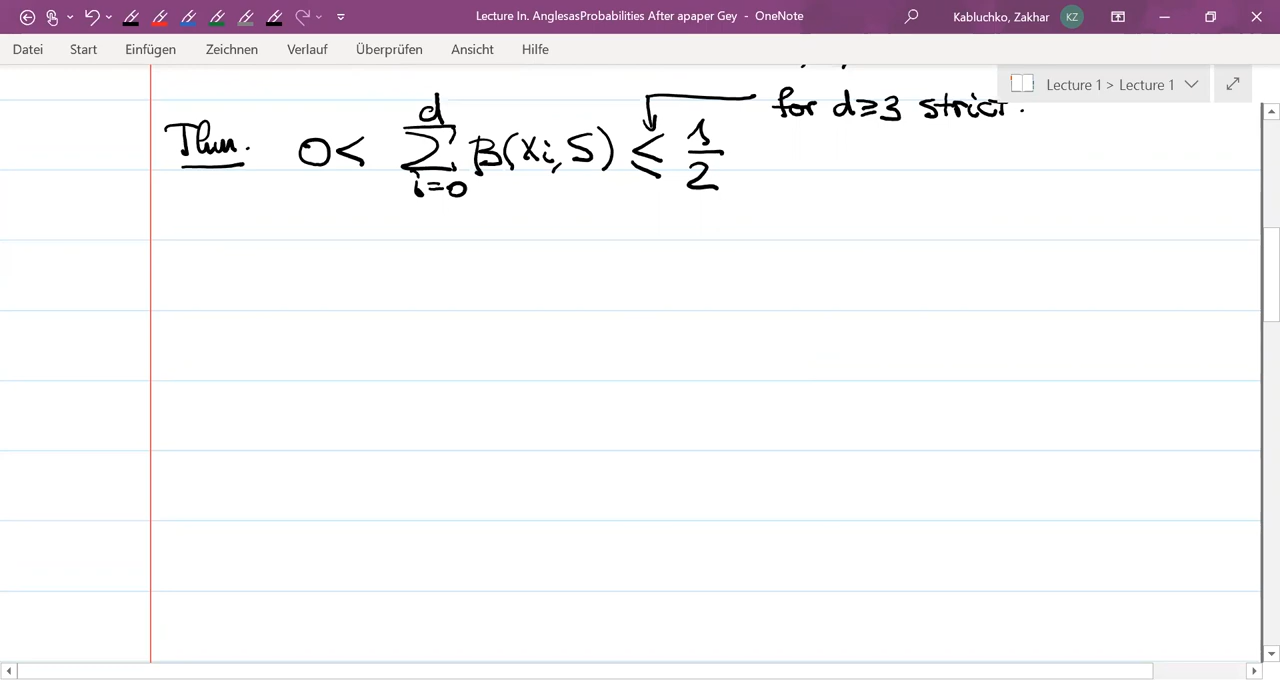 Lecture In. AnglesasProbabilities After apaper Gey - OneNote
Kabluchko, Zakhar KZ
Datei Start Einfügen Zeichnen Verlauf Überprüfen Ansicht Hilfe
Lecture 1 > Lecture 1
for d≥3 strict.
Thm. 0 < ∑_{i=0}^{d} β(xi, S) ≤ 1/2